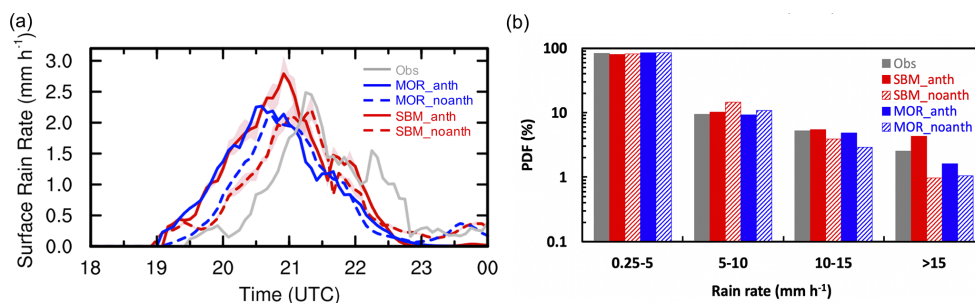 (a)
Surface Rain Rate (mm h⁻¹)
3.0
2.5
2.0
1.5
1.0
0.5
0.0
Obs
MOR_anth
MOR_noanth
SBM_anth
SBM_noanth
18 19 20 21 22 23 00
Time (UTC)
(b)
PDF (%)
100
10
1
0.1
Obs
SBM_anth
SBM_noanth
MOR_anth
MOR_noanth
0.25-5 5-10 10-15 >15
Rain rate (mm h⁻¹)